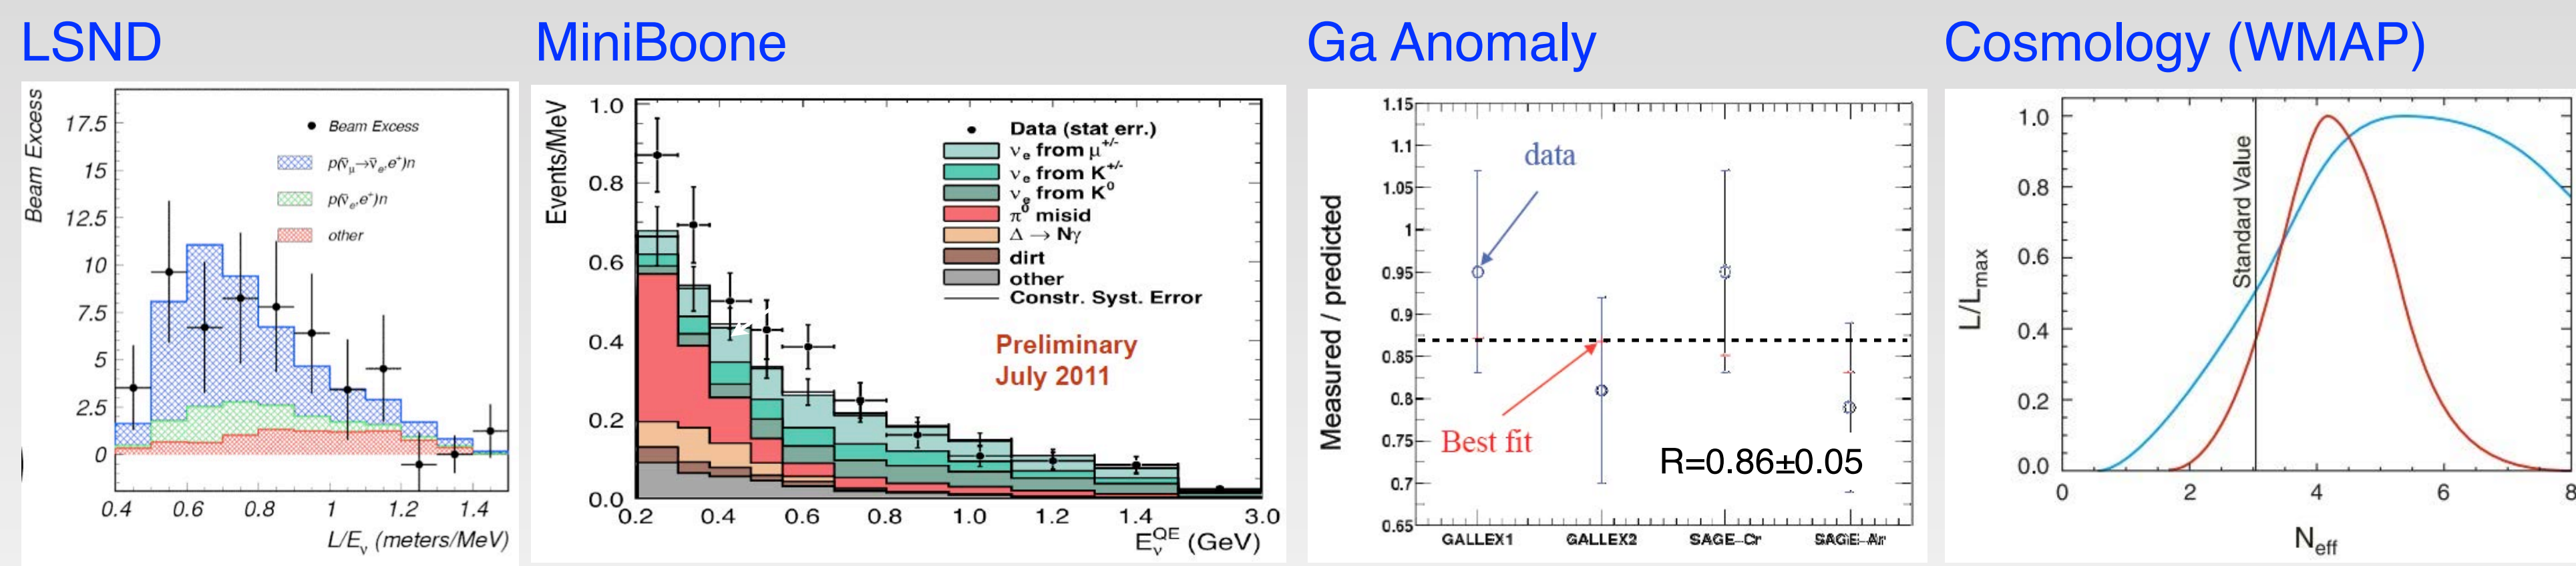 LSND
Beam Excess
17.5
15
12.5
10
7.5
5
2.5
0
Beam Excess
p(ν̄μ→ν̄e,e⁺)n
p(ν̄e,e⁺)n
other
0.4 0.6 0.8 1 1.2 1.4
L/Eν (meters/MeV)
MiniBoone
Events/MeV
1.0
0.8
0.6
0.4
0.2
0.0
Data (stat err.)
νe from μ+/-
νe from K+/-
νe from K⁰
π⁰ misid
Δ → Nγ
dirt
other
Constr. Syst. Error
Preliminary
July 2011
0.2 0.4 0.6 0.8 1.0 1.2 1.4 3.0
EνQE (GeV)
Ga Anomaly
Measured / predicted
1.15
1.1
1.05
1
0.95
0.9
0.85
0.8
0.75
0.7
0.65
data
Best fit
R=0.86±0.05
GALLEX1 GALLEX2 SAGE-Cr SAGE-Ar
Cosmology (WMAP)
L/Lmax
1.0
0.8
0.6
0.4
0.2
0.0
Standard Value
0 2 4 6 8
Neff